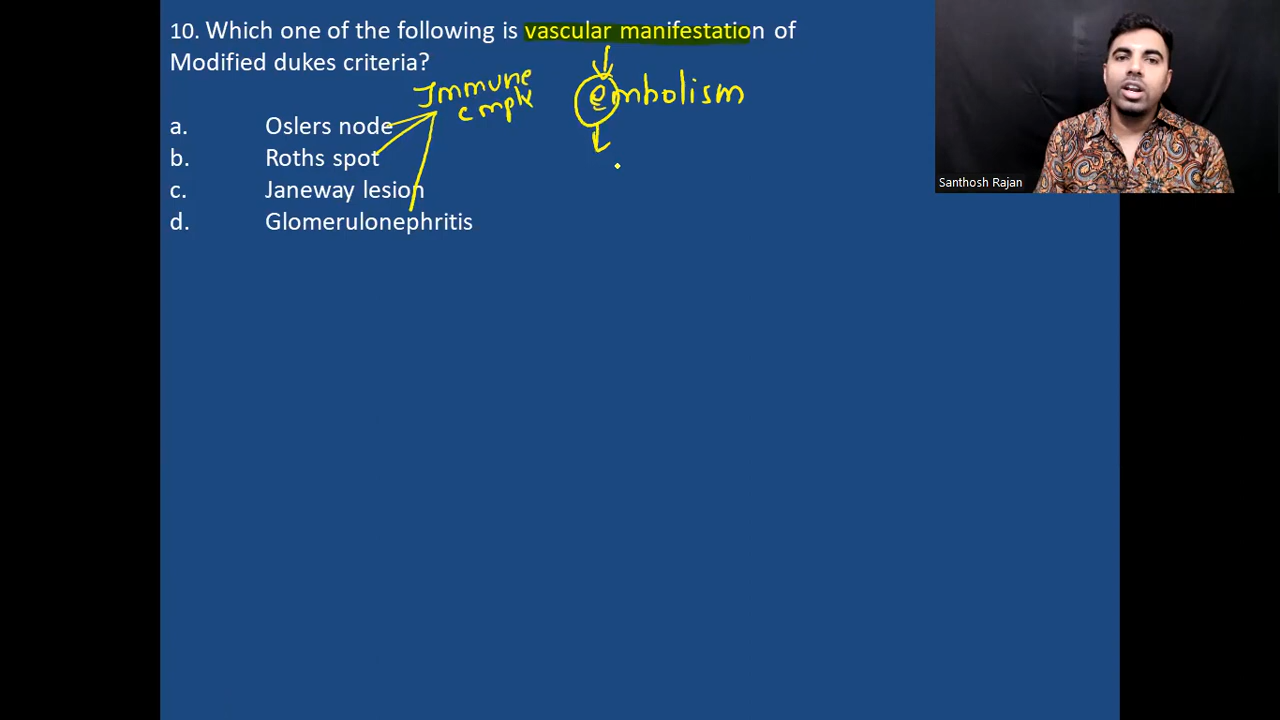 10. Which one of the following is vascular manifestation of
Modified dukes criteria?
Immune
cmplx
embolism
a. Oslers node
b. Roths spot
c. Janeway lesion
d. Glomerulonephritis
Santhosh Rajan